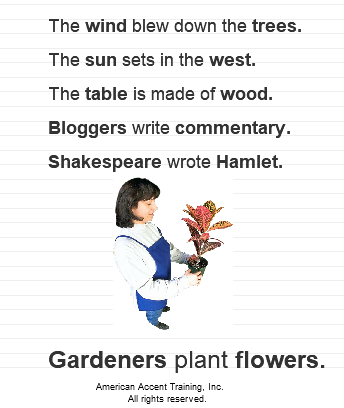 The wind blew down the trees.
The sun sets in the west.
The table is made of wood.
Bloggers write commentary.
Shakespeare wrote Hamlet.
Gardeners plant flowers.
American Accent Training, Inc.
All rights reserved.